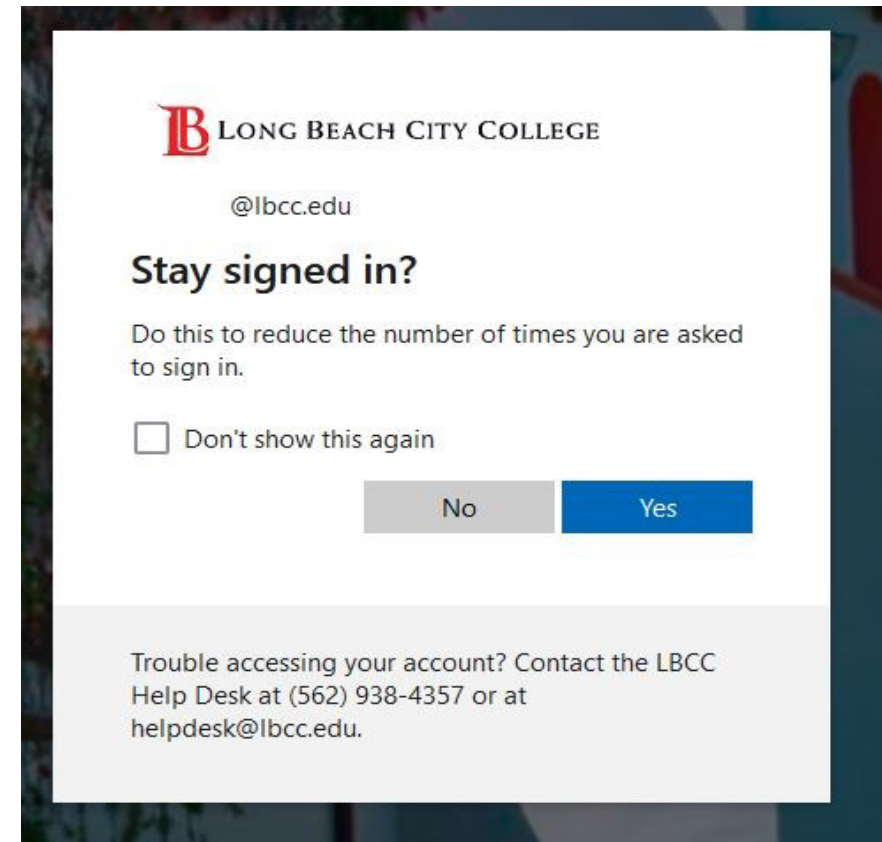 LB LONG BEACH CITY COLLEGE
@lbcc.edu
Stay signed in?
Do this to reduce the number of times you are asked
to sign in.
Don't show this again
No Yes
Trouble accessing your account? Contact the LBCC
Help Desk at (562) 938-4357 or at
helpdesk@lbcc.edu.